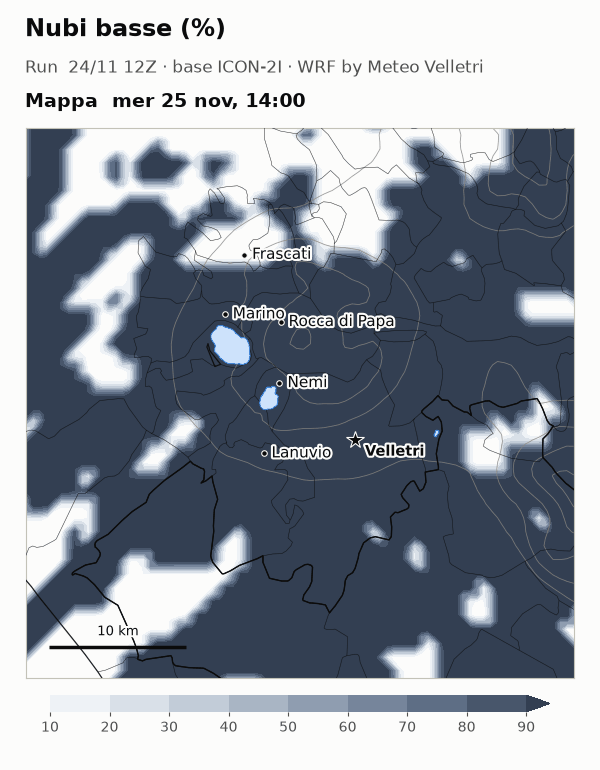 Nubi basse (%)
Run 24/11 12Z · base ICON-2I · WRF by Meteo Velletri
Mappa mer 25 nov, 14:00
Frascati
Marino
Rocca di Papa
Nemi
Velletri
Lanuvio
10 km
10 20 30 40 50 60 70 80 90